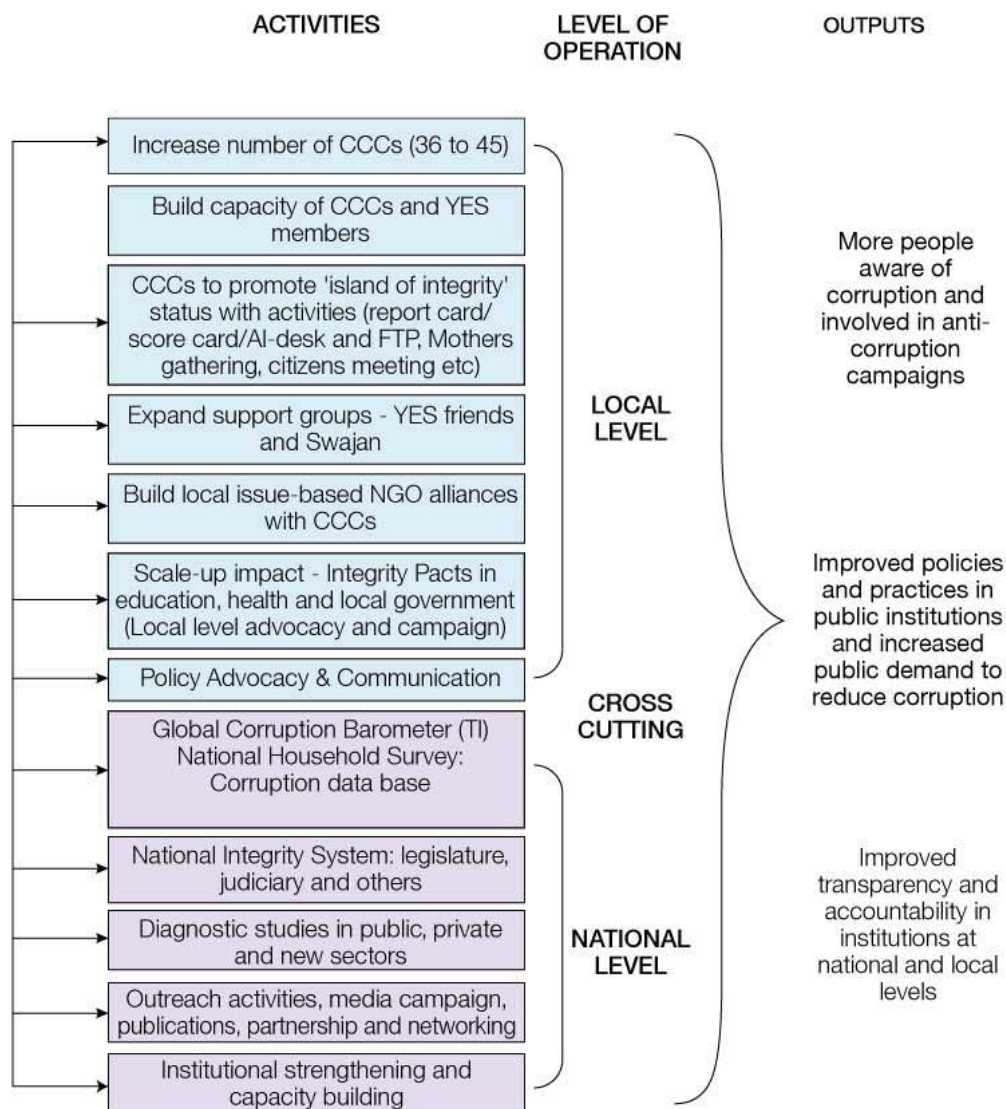 ACTIVITIES
LEVEL OF
OPERATION
OUTPUTS
Increase number of CCCs (36 to 45)
Build capacity of CCCs and YES
members
CCCs to promote 'island of integrity'
status with activities (report card/
score card/AI-desk and FTP, Mothers
gathering, citizens meeting etc)
Expand support groups - YES friends
and Swajan
Build local issue-based NGO alliances
with CCCs
Scale-up impact - Integrity Pacts in
education, health and local government
(Local level advocacy and campaign)
Policy Advocacy & Communication
Global Corruption Barometer (TI)
National Household Survey:
Corruption data base
National Integrity System: legislature,
judiciary and others
Diagnostic studies in public, private
and new sectors
Outreach activities, media campaign,
publications, partnership and networking
Institutional strengthening and
capacity building
LOCAL
LEVEL
CROSS
CUTTING
NATIONAL
LEVEL
More people
aware of
corruption and
involved in anti-
corruption
campaigns
Improved policies
and practices in
public institutions
and increased
public demand to
reduce corruption
Improved
transparency and
accountability in
institutions at
national and local
levels